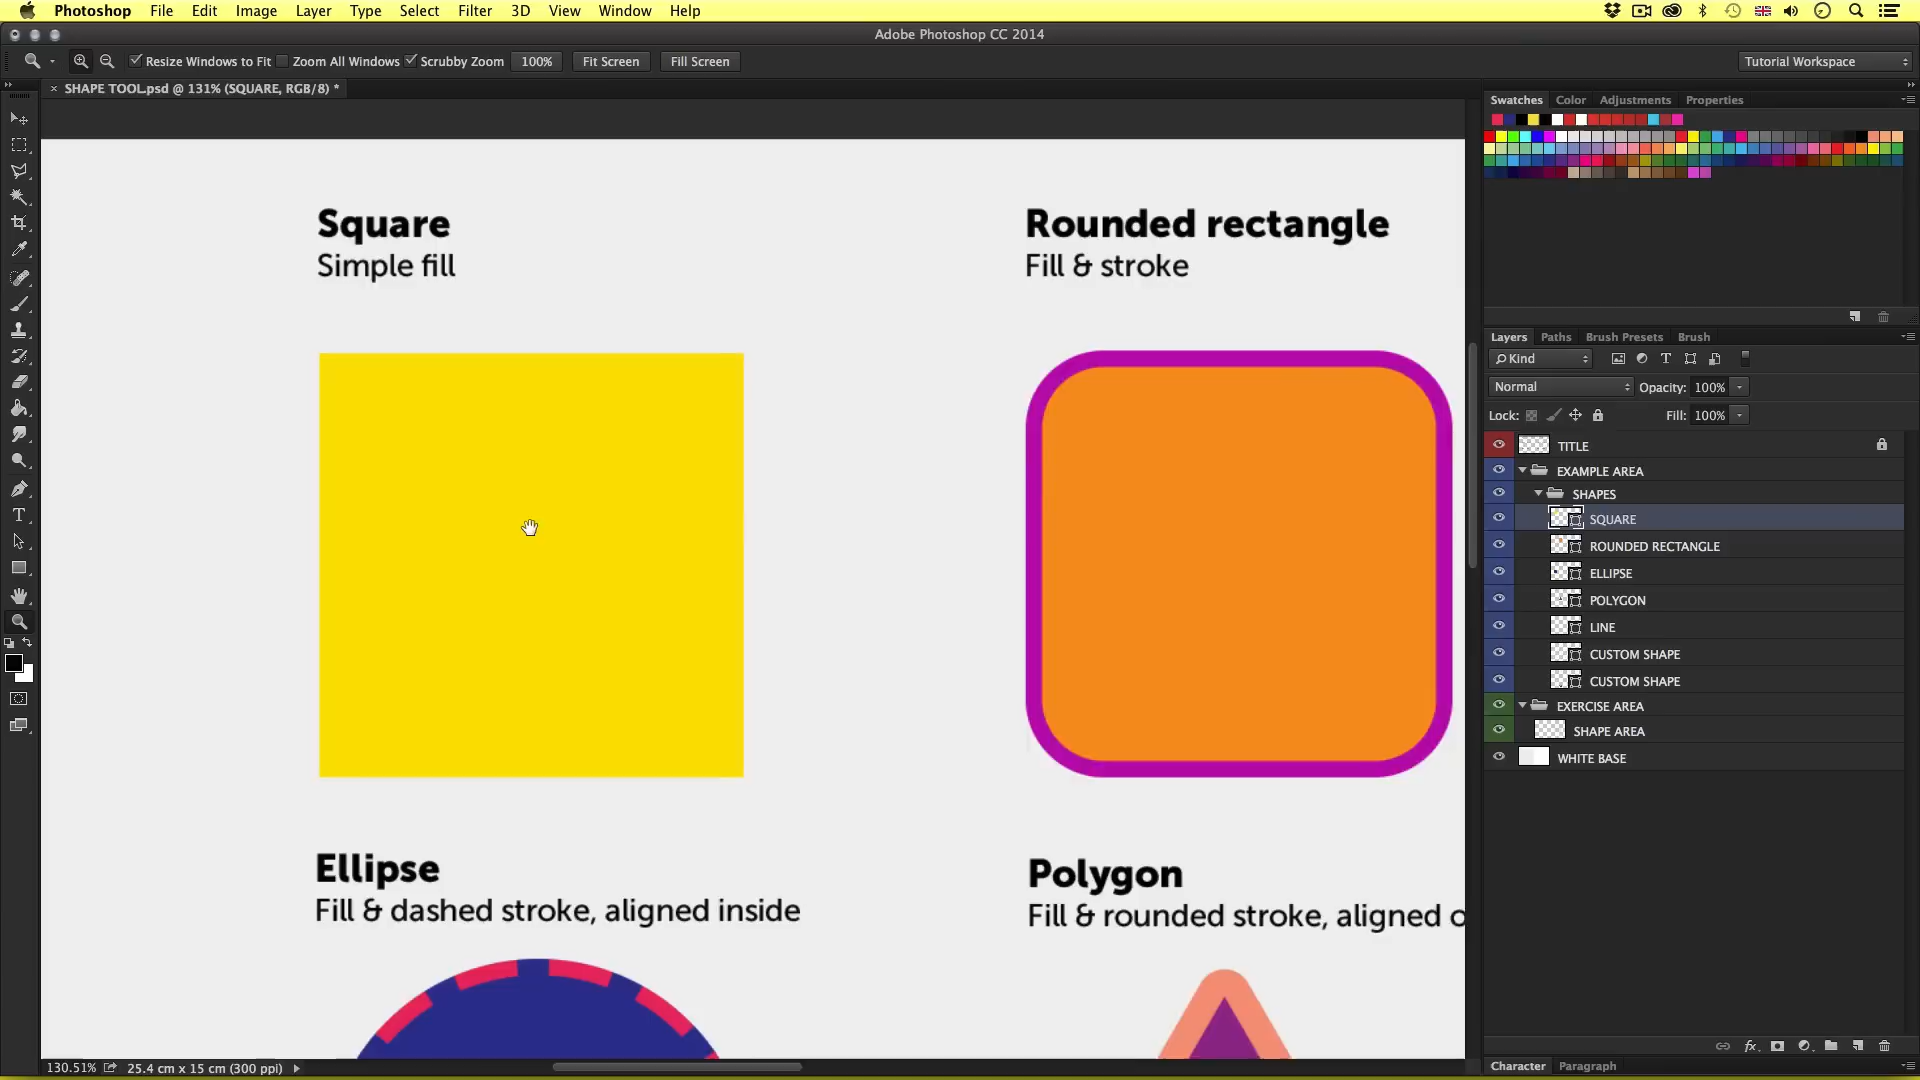 Photoshop File Edit Image Layer Type Select Filter 3D View Window Help
Adobe Photoshop CC 2014
Resize Windows to Fit Zoom All Windows Scrubby Zoom 100% Fit Screen Fill Screen Tutorial Workspace
× SHAPE TOOL.psd @ 131% (SQUARE, RGB/8) *
Swatches Color Adjustments Properties
Square
Simple fill
Rounded rectangle
Fill & stroke
Layers Paths Brush Presets Brush
Kind
Normal Opacity: 100%
Lock: Fill: 100%
TITLE
EXAMPLE AREA
SHAPES
SQUARE
ROUNDED RECTANGLE
ELLIPSE
POLYGON
LINE
CUSTOM SHAPE
CUSTOM SHAPE
EXERCISE AREA
SHAPE AREA
WHITE BASE
Ellipse
Fill & dashed stroke, aligned inside
Polygon
Fill & rounded stroke, aligned o
130.51% 25.4 cm x 15 cm (300 ppi)
Character Paragraph